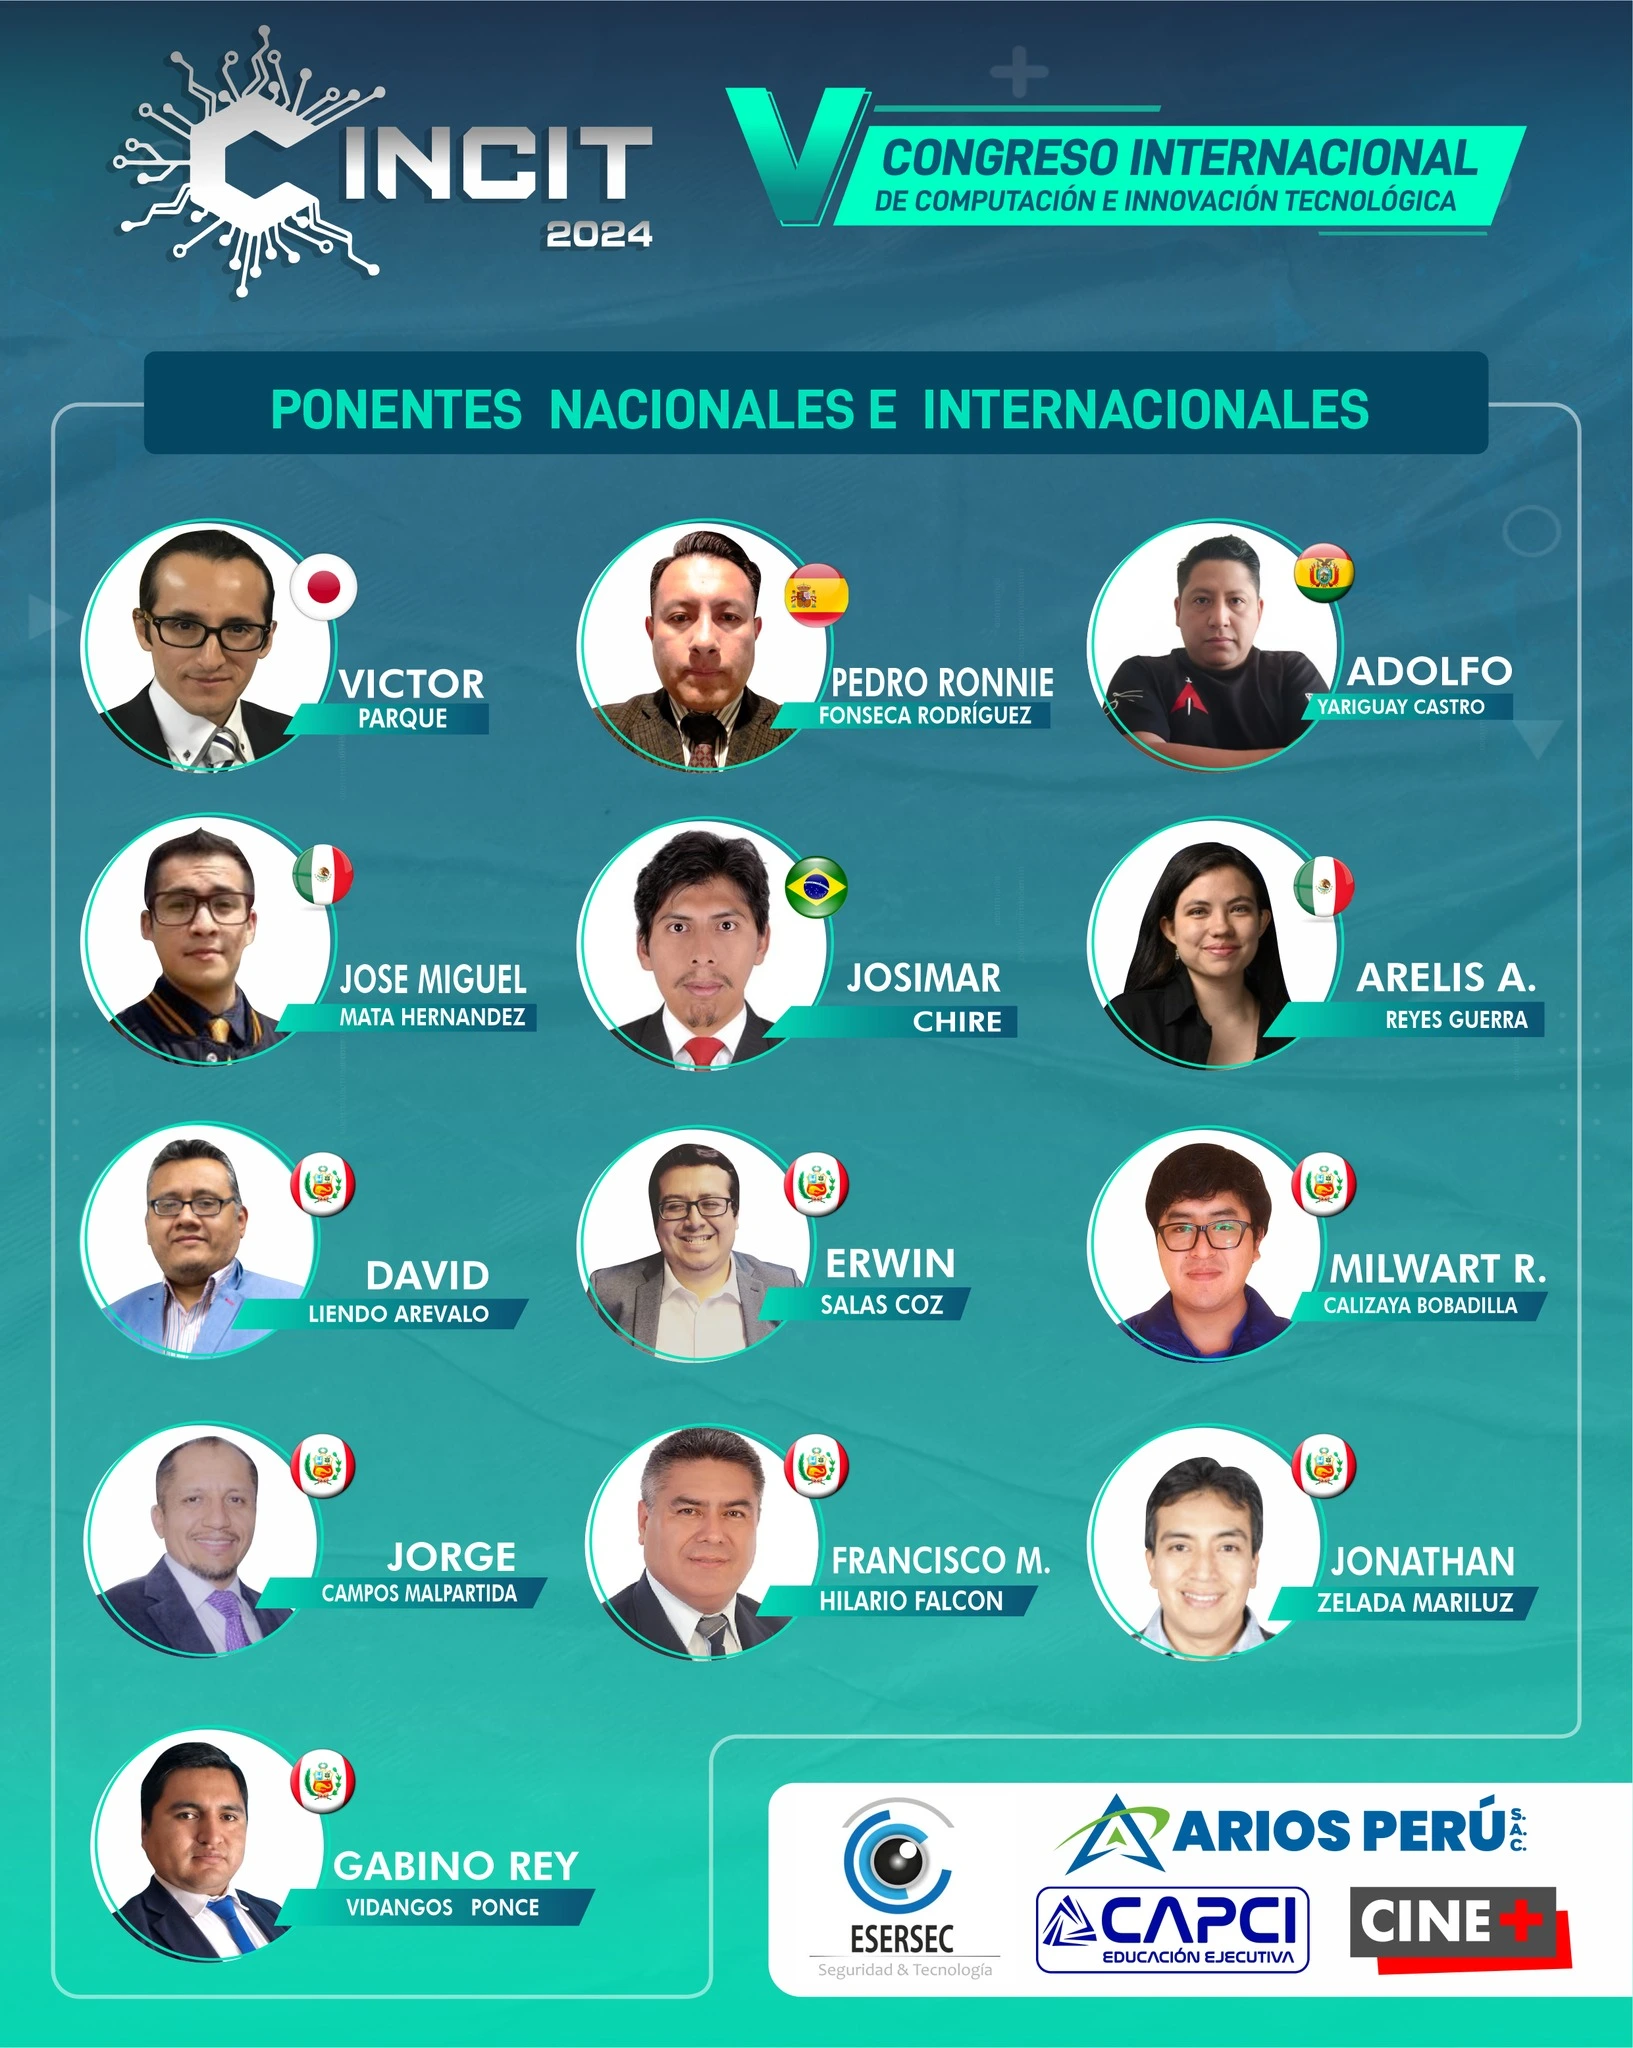 CINCIT
2024
V CONGRESO INTERNACIONAL
DE COMPUTACIÓN E INNOVACIÓN TECNOLÓGICA
PONENTES NACIONALES E INTERNACIONALES
VICTOR
PARQUE
PEDRO RONNIE
FONSECA RODRÍGUEZ
ADOLFO
YARIGUAY CASTRO
JOSE MIGUEL
MATA HERNANDEZ
JOSIMAR
CHIRE
ARELIS A.
REYES GUERRA
DAVID
LIENDO AREVALO
ERWIN
SALAS COZ
MILWART R.
CALIZAYA BOBADILLA
JORGE
CAMPOS MALPARTIDA
FRANCISCO M.
HILARIO FALCON
JONATHAN
ZELADA MARILUZ
GABINO REY
VIDANGOS PONCE
ESERSEC
Seguridad & Tecnología
ARIOS PERÚ S.A.C.
CAPCI
EDUCACIÓN EJECUTIVA
CINE+